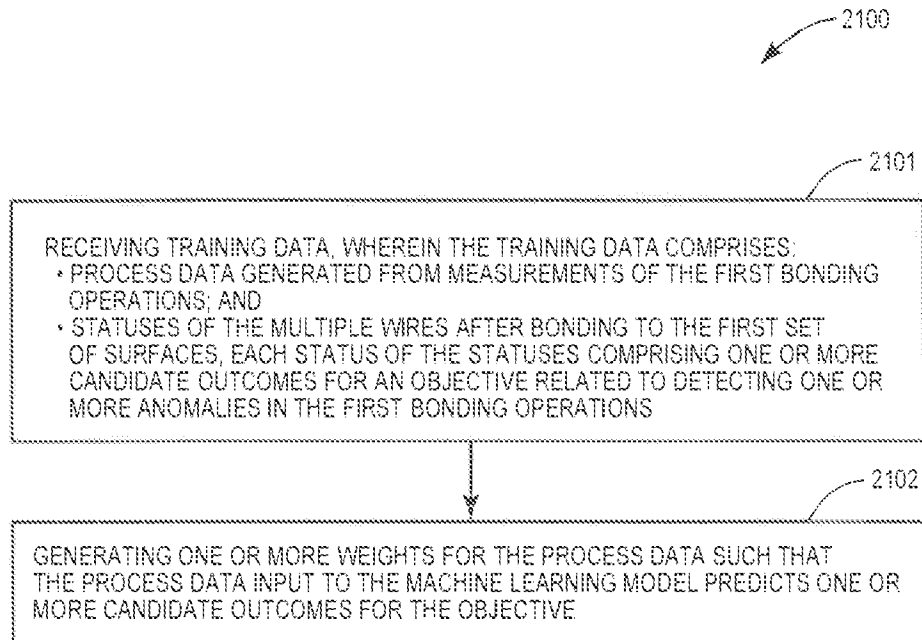 2100
2101
RECEIVING TRAINING DATA, WHEREIN THE TRAINING DATA COMPRISES:
• PROCESS DATA GENERATED FROM MEASUREMENTS OF THE FIRST BONDING
OPERATIONS; AND
• STATUSES OF THE MULTIPLE WIRES AFTER BONDING TO THE FIRST SET
OF SURFACES, EACH STATUS OF THE STATUSES COMPRISING ONE OR MORE
CANDIDATE OUTCOMES FOR AN OBJECTIVE RELATED TO DETECTING ONE OR
MORE ANOMALIES IN THE FIRST BONDING OPERATIONS
2102
GENERATING ONE OR MORE WEIGHTS FOR THE PROCESS DATA SUCH THAT
THE PROCESS DATA INPUT TO THE MACHINE LEARNING MODEL PREDICTS ONE OR
MORE CANDIDATE OUTCOMES FOR THE OBJECTIVE